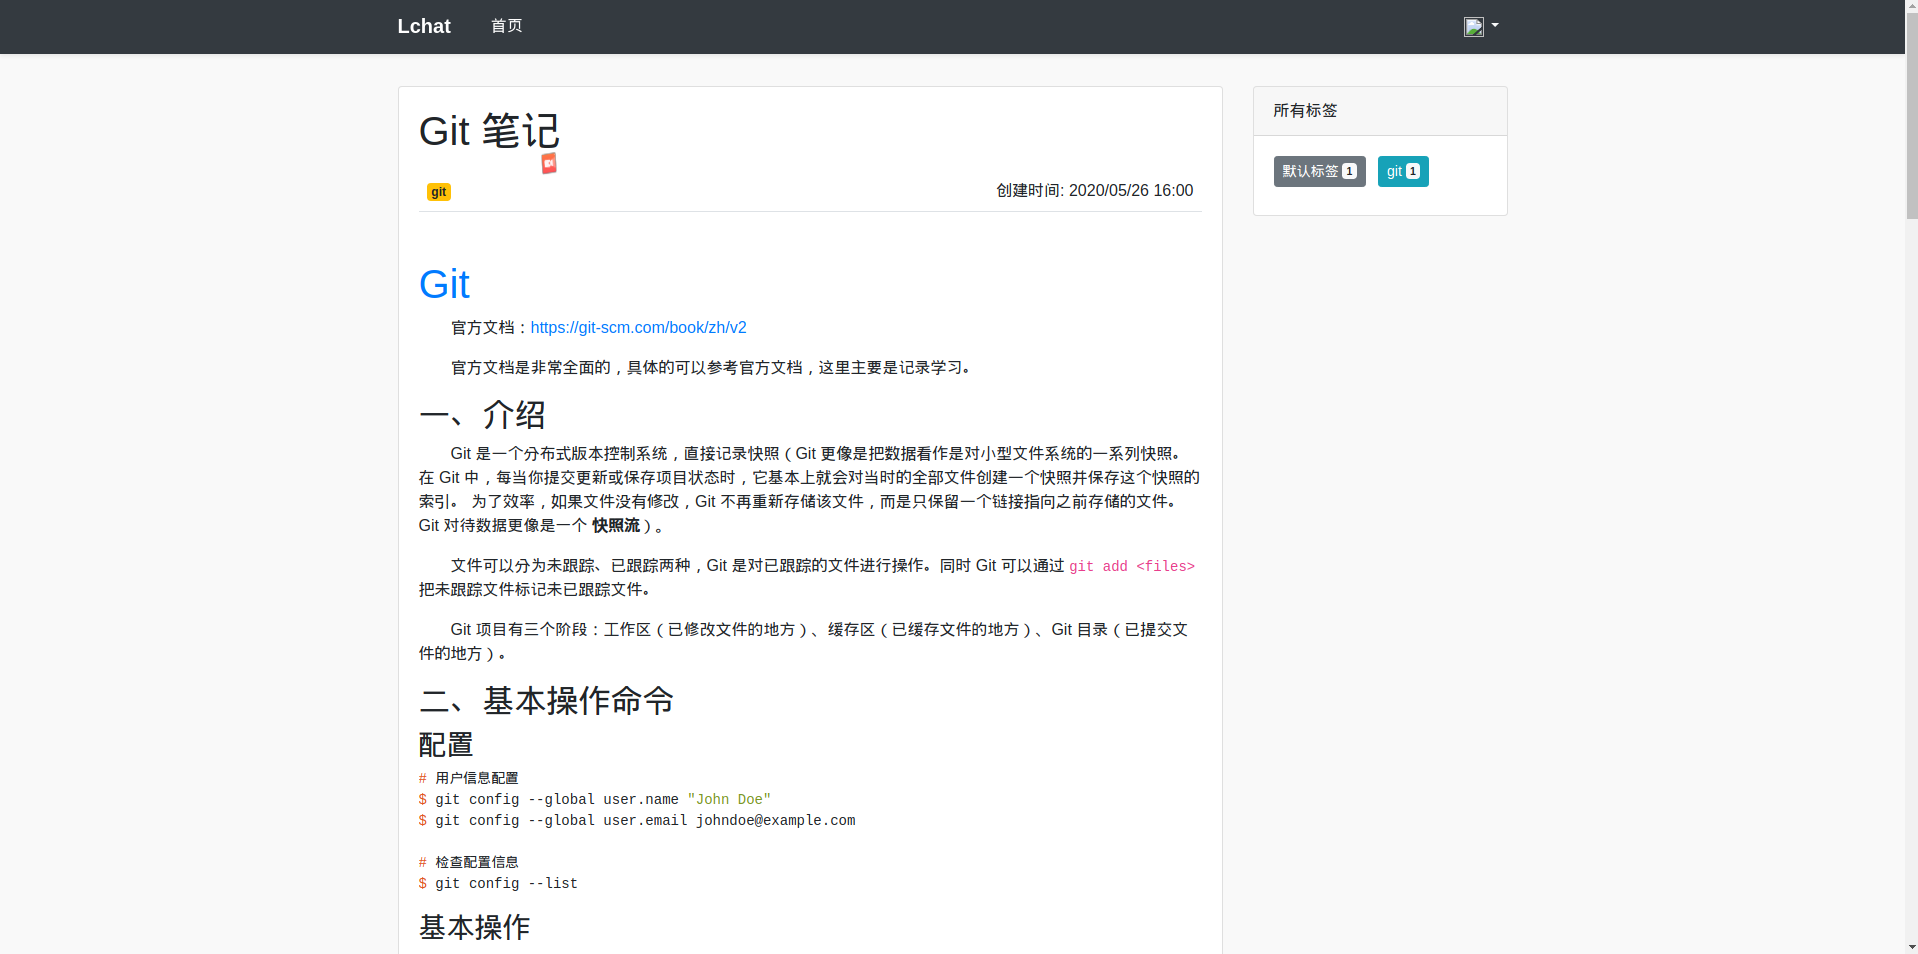 Lchat 首页
Git 笔记
git 创建时间: 2020/05/26 16:00
所有标签
默认标签 1 git 1
Git
官方文档：https://git-scm.com/book/zh/v2
官方文档是非常全面的，具体的可以参考官方文档，这里主要是记录学习。
一、介绍
Git 是一个分布式版本控制系统，直接记录快照（Git 更像是把数据看作是对小型文件系统的一系列快照。
在 Git 中，每当你提交更新或保存项目状态时，它基本上就会对当时的全部文件创建一个快照并保存这个快照的
索引。 为了效率，如果文件没有修改，Git 不再重新存储该文件，而是只保留一个链接指向之前存储的文件。
Git 对待数据更像是一个 快照流）。
文件可以分为未跟踪、已跟踪两种，Git 是对已跟踪的文件进行操作。同时 Git 可以通过 git add <files>
把未跟踪文件标记未已跟踪文件。
Git 项目有三个阶段：工作区（已修改文件的地方）、缓存区（已缓存文件的地方）、Git 目录（已提交文
件的地方）。
二、基本操作命令
配置
# 用户信息配置
$ git config --global user.name "John Doe"
$ git config --global user.email johndoe@example.com
# 检查配置信息
$ git config --list
基本操作